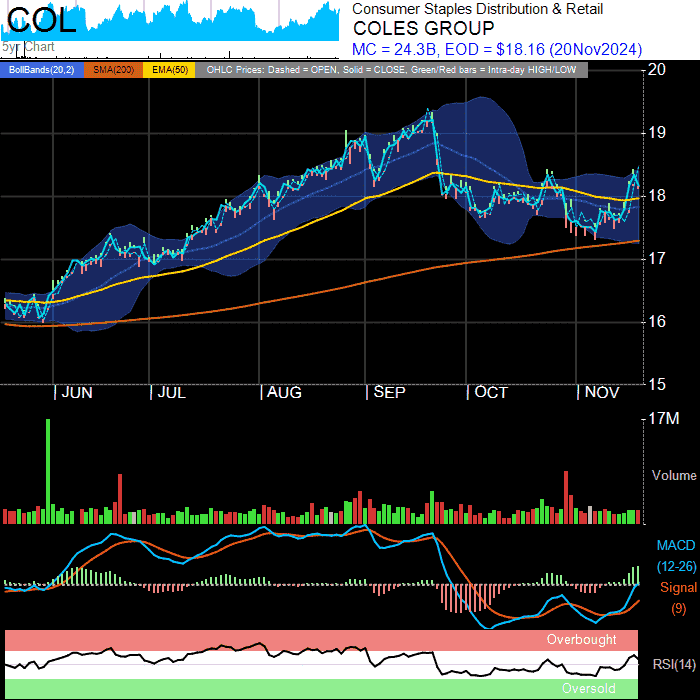 COL
5yr Chart
Consumer Staples Distribution & Retail
COLES GROUP
MC = 24.3B, EOD = $18.16 (20Nov2024)
BollBands(20,2) SMA(200) EMA(50) OHLC Prices: Dashed = OPEN, Solid = CLOSE, Green/Red bars = Intra-day HIGH/LOW
20
19
18
17
16
15
JUN JUL AUG SEP OCT NOV
17M
Volume
MACD
(12-26)
Signal
(9)
Overbought
RSI(14)
Oversold